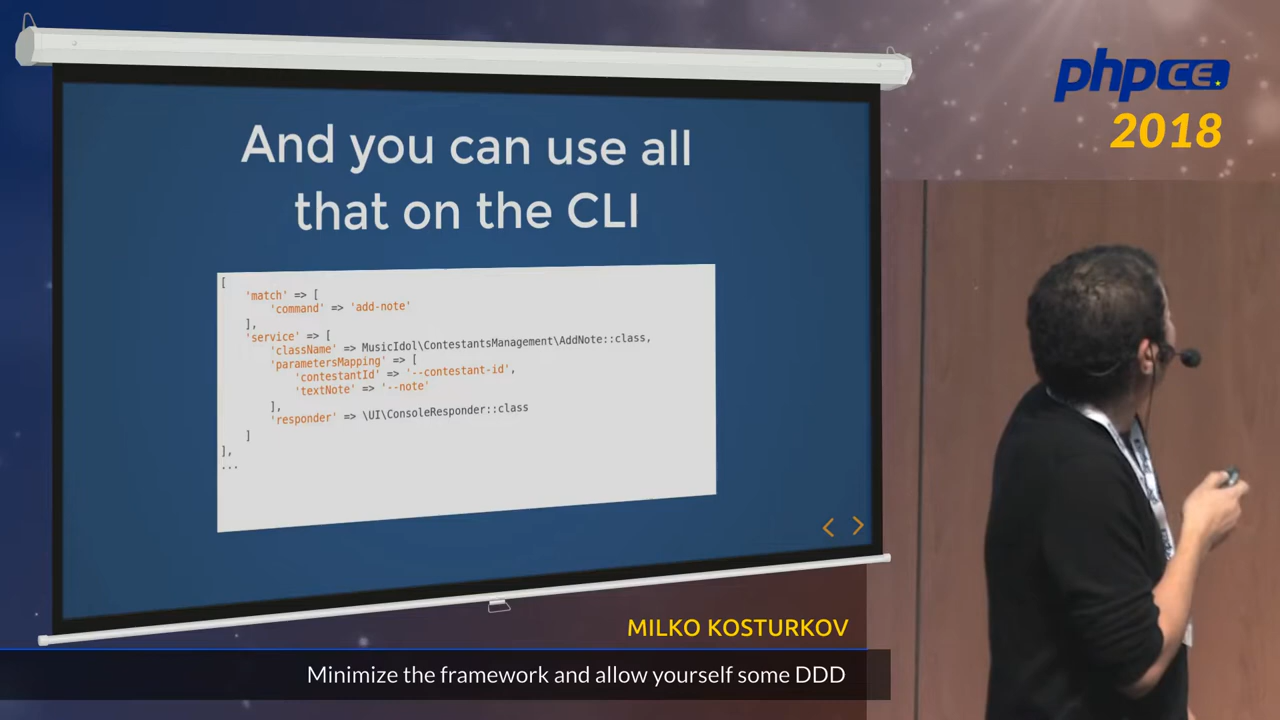 phpce.
2018
And you can use all
that on the CLI
[
    'match' => [
        'command' => 'add-note'
    ],
    'service' => [
        'className' => MusicIdol\ContestantsManagement\AddNote::class,
        'parametersMapping' => [
            'contestantId' => '--contestant-id',
            'textNote' => '--note'
        ],
        'responder' => \UI\ConsoleResponder::class
    ]
],
...
MILKO KOSTURKOV
Minimize the framework and allow yourself some DDD